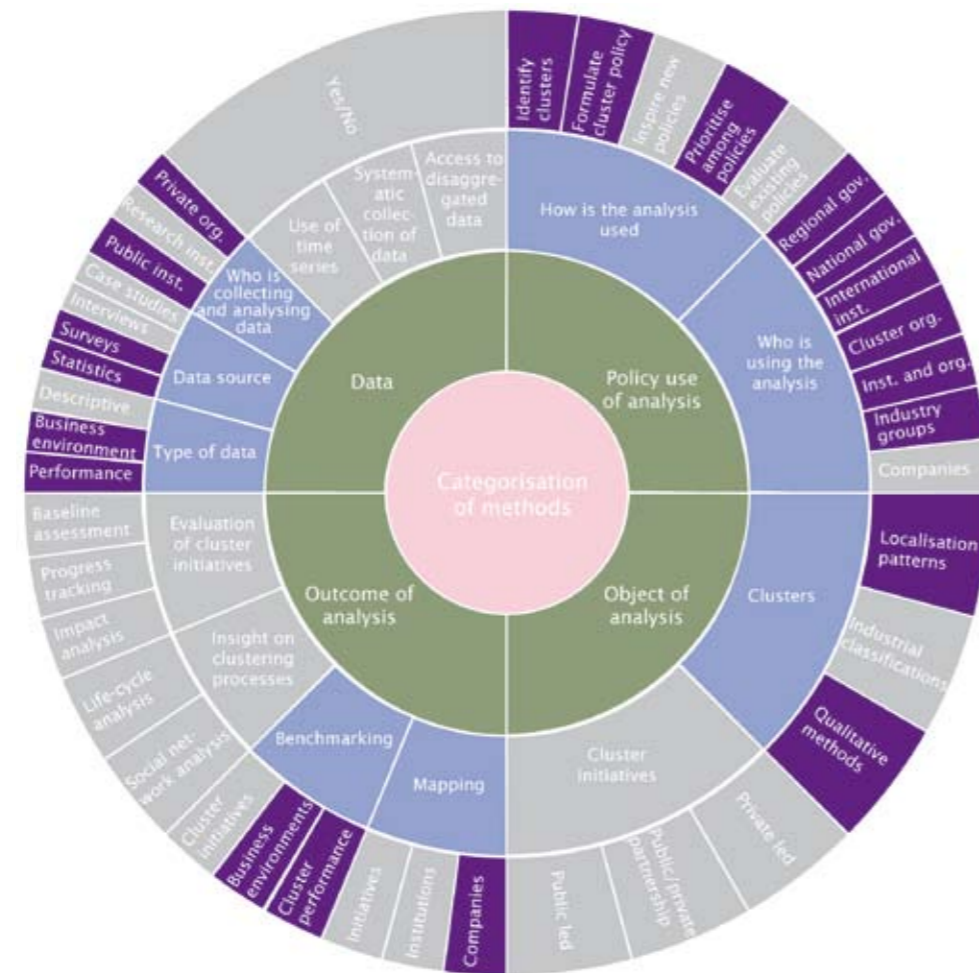 Categorisation
of methods
Policy use
of analysis
How is the analysis
used
Identify
clusters
Formulate
cluster policy
Inspire new
policies
Prioritise
among
policies
Evaluate
existing
policies
Who is
using the
analysis
Regional gov.
National gov.
International
inst.
Cluster org.
Inst. and org.
Industry
groups
Companies
Object of
analysis
Clusters
Localisation
patterns
Industrial
classifications
Qualitative
methods
Cluster
initiatives
Private led
Public/private
partnership
Public led
Outcome of
analysis
Mapping
Companies
Institutions
Initiatives
Benchmarking
Cluster
performance
Business
environments
Cluster
initiatives
Insight on
clustering
processes
Social net-
work analysis
Life-cycle
analysis
Impact
analysis
Evaluation
of cluster
initiatives
Progress
tracking
Baseline
assessment
Data
Type of data
Performance
Business
environment
Descriptive
Data source
Statistics
Surveys
Interviews
Case studies
Who is
collecting
and analysing
data
Public inst.
Research inst.
Private org.
Use of
time
series
System-
atic
collec-
tion of
data
Access to
disaggre-
gated
data
Yes/No